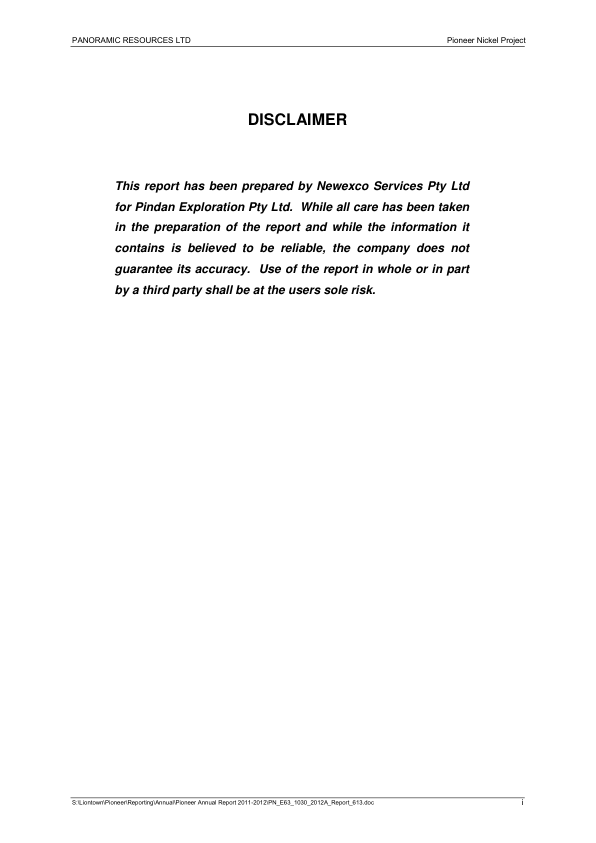 PANORAMIC RESOURCES LTD Pioneer Nickel Project
DISCLAIMER
This report has been prepared by Newexco Services Pty Ltd
for Pindan Exploration Pty Ltd.  While all care has been taken
in the preparation of the report and while the information it
contains is believed to be reliable, the company does not
guarantee its accuracy.  Use of the report in whole or in part
by a third party shall be at the users sole risk.
S:\Liontown\Pioneer\Reporting\Annual\Pioneer Annual Report 2011-2012\PN_E63_1030_2012A_Report_613.doc i